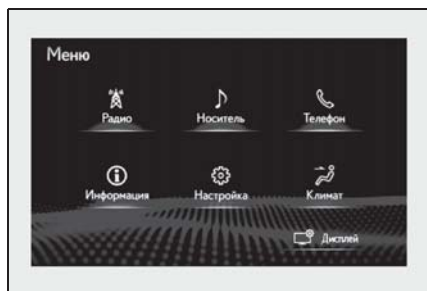 Меню
Радио
Носитель
Телефон
Информация
Настройка
Климат
Дисплей